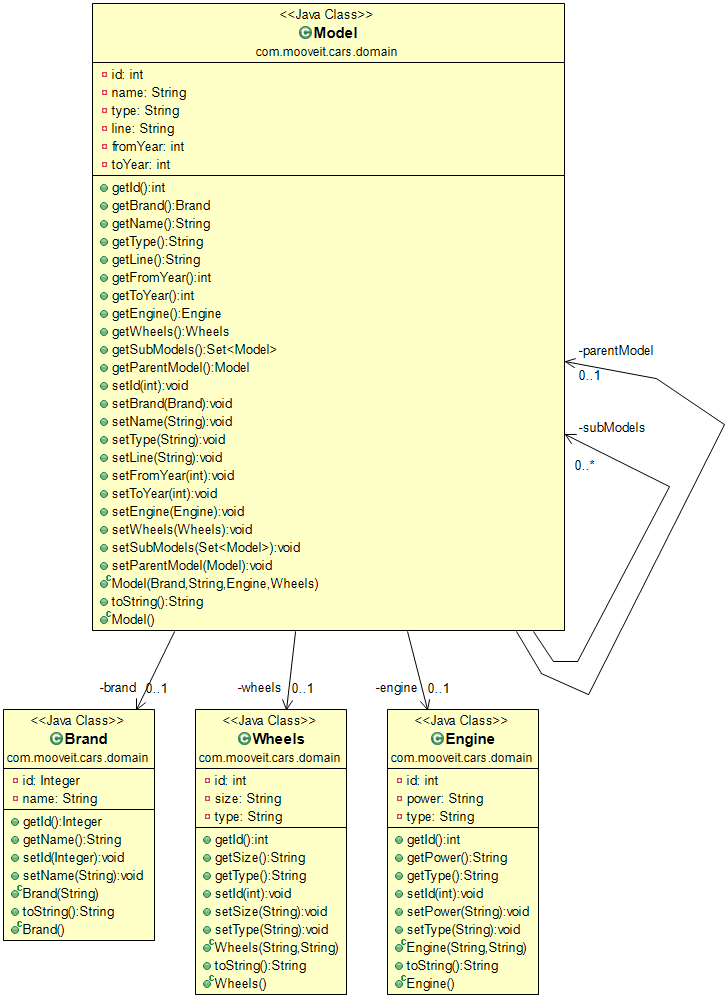 <<Java Class>>
Model
com.mooveit.cars.domain
id: int
name: String
type: String
line: String
fromYear: int
toYear: int
getId():int
getBrand():Brand
getName():String
getType():String
getLine():String
getFromYear():int
getToYear():int
getEngine():Engine
getWheels():Wheels
getSubModels():Set<Model>
getParentModel():Model
setId(int):void
setBrand(Brand):void
setName(String):void
setType(String):void
setLine(String):void
setFromYear(int):void
setToYear(int):void
setEngine(Engine):void
setWheels(Wheels):void
setSubModels(Set<Model>):void
setParentModel(Model):void
Model(Brand,String,Engine,Wheels)
toString():String
Model()
-parentModel
0..1
-subModels
0..*
-brand 0..1
-wheels 0..1
-engine 0..1
<<Java Class>>
Brand
com.mooveit.cars.domain
id: Integer
name: String
getId():Integer
getName():String
setId(Integer):void
setName(String):void
Brand(String)
toString():String
Brand()
<<Java Class>>
Wheels
com.mooveit.cars.domain
id: int
size: String
type: String
getId():int
getSize():String
getType():String
setId(int):void
setSize(String):void
setType(String):void
Wheels(String,String)
toString():String
Wheels()
<<Java Class>>
Engine
com.mooveit.cars.domain
id: int
power: String
type: String
getId():int
getPower():String
getType():String
setId(int):void
setPower(String):void
setType(String):void
Engine(String,String)
toString():String
Engine()